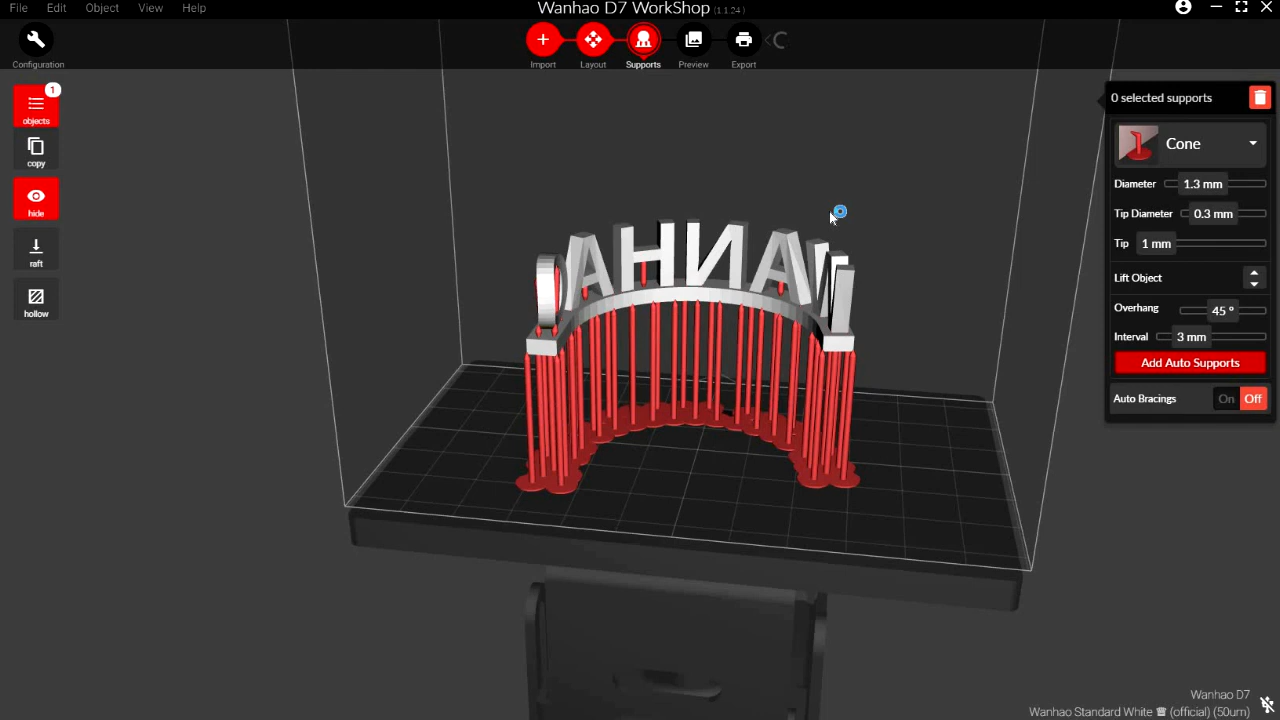 File Edit Object View Help
Wanhao D7 WorkShop (1.1.24)
Configuration
Import Layout Supports Preview Export
1
objects
copy
hide
raft
hollow
0 selected supports
Cone
Diameter 1.3 mm
Tip Diameter 0.3 mm
Tip 1 mm
Lift Object
Overhang 45 °
Interval 3 mm
Add Auto Supports
Auto Bracings On Off
WANHAO
Wanhao D7
Wanhao Standard White (official) (50um)